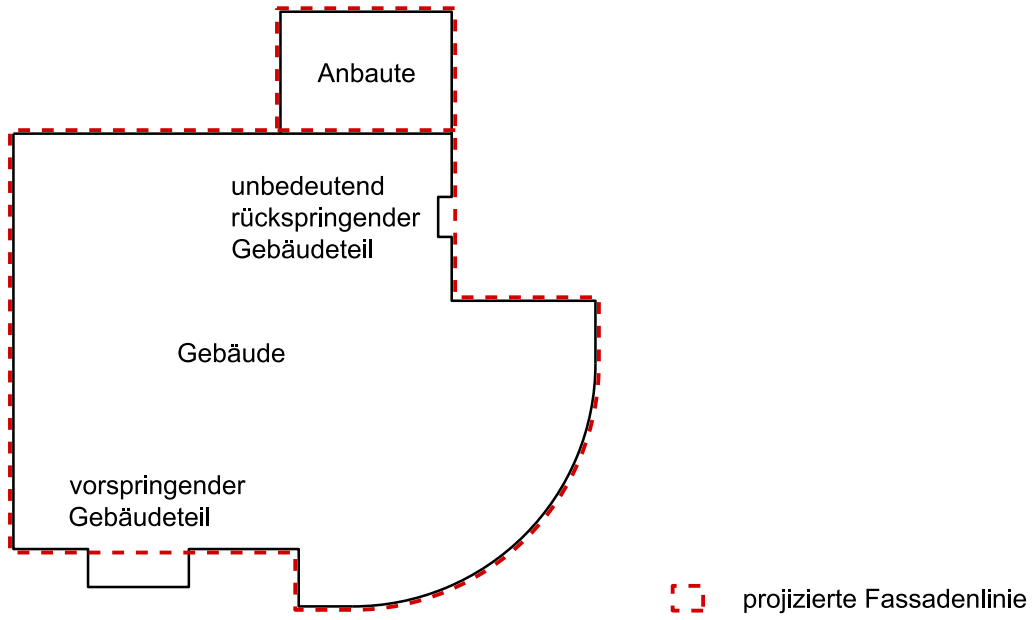 Anbaute
unbedeutend
rückspringender
Gebäudeteil
Gebäude
vorspringender
Gebäudeteil
projizierte Fassadenlinie